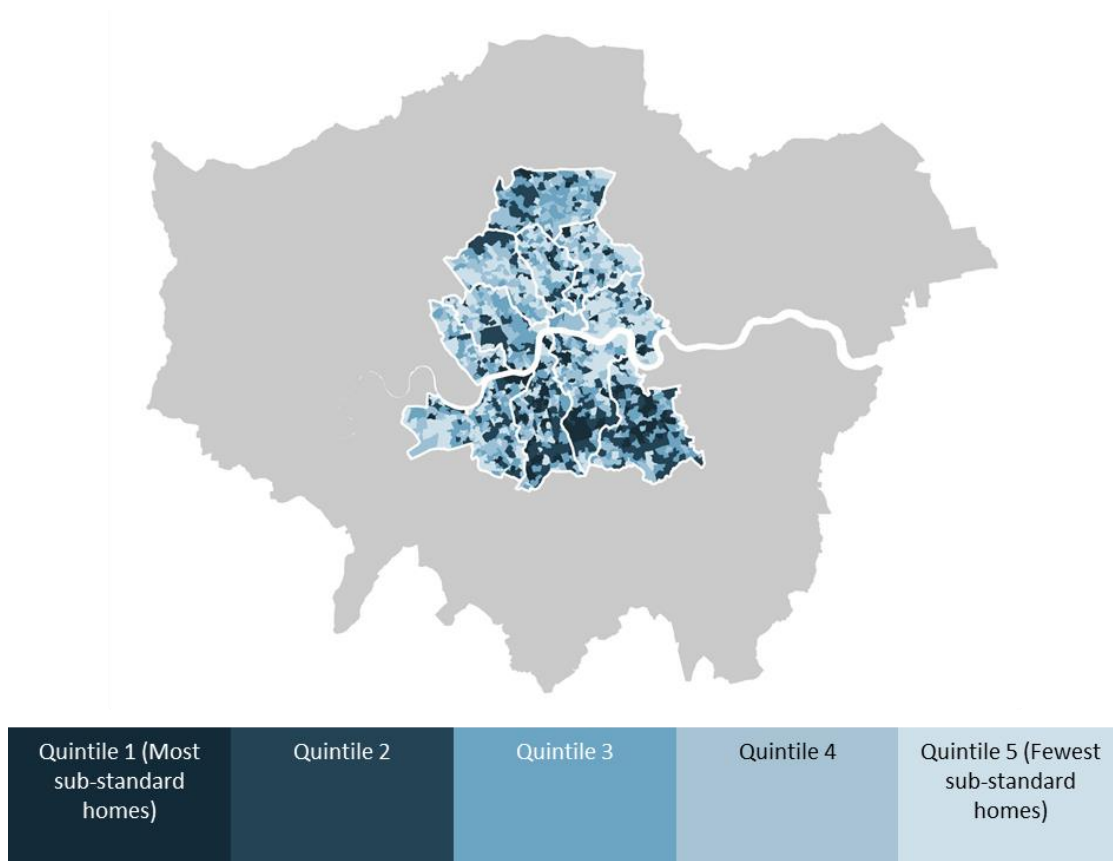 Quintile 1 (Most
sub-standard
homes)
Quintile 2
Quintile 3
Quintile 4
Quintile 5 (Fewest
sub-standard
homes)